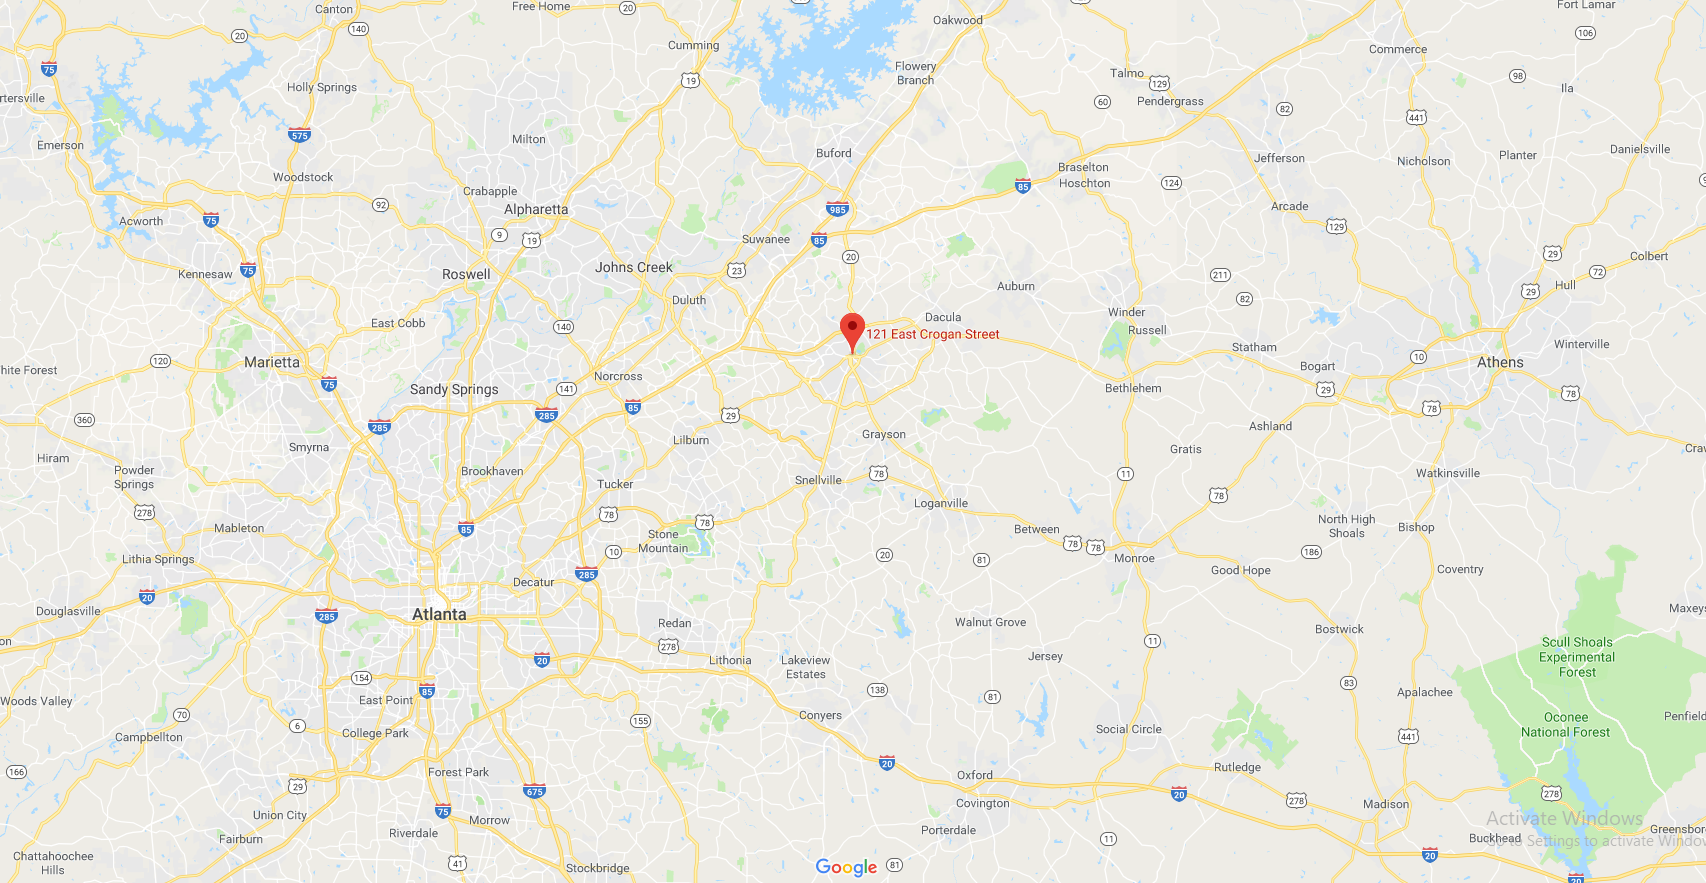 Canton
Free Home
20
Oakwood
Fort Lamar
140
20
Cumming
106
Commerce
75
Flowery
Branch
Talmo
129
98
Holly Springs
19
Pendergrass
60
82
Ila
rtersville
441
575
Milton
Emerson
Buford
Braselton
Hoschton
Jefferson
Nicholson
Planter
Danielsville
Woodstock
Crabapple
85
124
92
Alpharetta
985
Arcade
Acworth
75
9
19
Suwanee
85
129
20
29
Colbert
Kennesaw
75
Roswell
Johns Creek
23
211
72
Hull
29
Auburn
82
Duluth
East Cobb
140
Dacula
Winder
Russell
121 East Crogan Street
Statham
Winterville
hite Forest
120
Marietta
Norcross
Bogart
10
Athens
75
Sandy Springs
141
Bethlehem
29
78
285
85
29
78
360
285
Grayson
Ashland
Smyrna
Lilburn
Gratis
Hiram
Powder
Springs
Brookhaven
Tucker
Snellville
78
11
Watkinsville
Craw
278
78
78
Loganville
78
Mableton
85
Stone
Mountain
Between
78
78
North High
Shoals
Bishop
Lithia Springs
10
20
81
Monroe
186
285
Decatur
Good Hope
Coventry
20
Douglasville
285
Atlanta
Redan
Walnut Grove
Bostwick
Maxeys
on
278
11
Scull Shoals
Experimental
Forest
20
Lithonia
Lakeview
Estates
Jersey
154
85
East Point
138
81
83
Apalachee
Woods Valley
70
6
155
Conyers
Oconee
National Forest
Penfield
Campbellton
College Park
Social Circle
441
166
Forest Park
20
Oxford
Rutledge
29
675
Covington
20
278
Madison
278
Union City
75
Morrow
Porterdale
Activate Windows
Greensbor
Fairburn
Riverdale
11
Buckhead
Go to Settings to activate Window
Chattahoochee
Hills
41
Stockbridge
Google
81
20
20